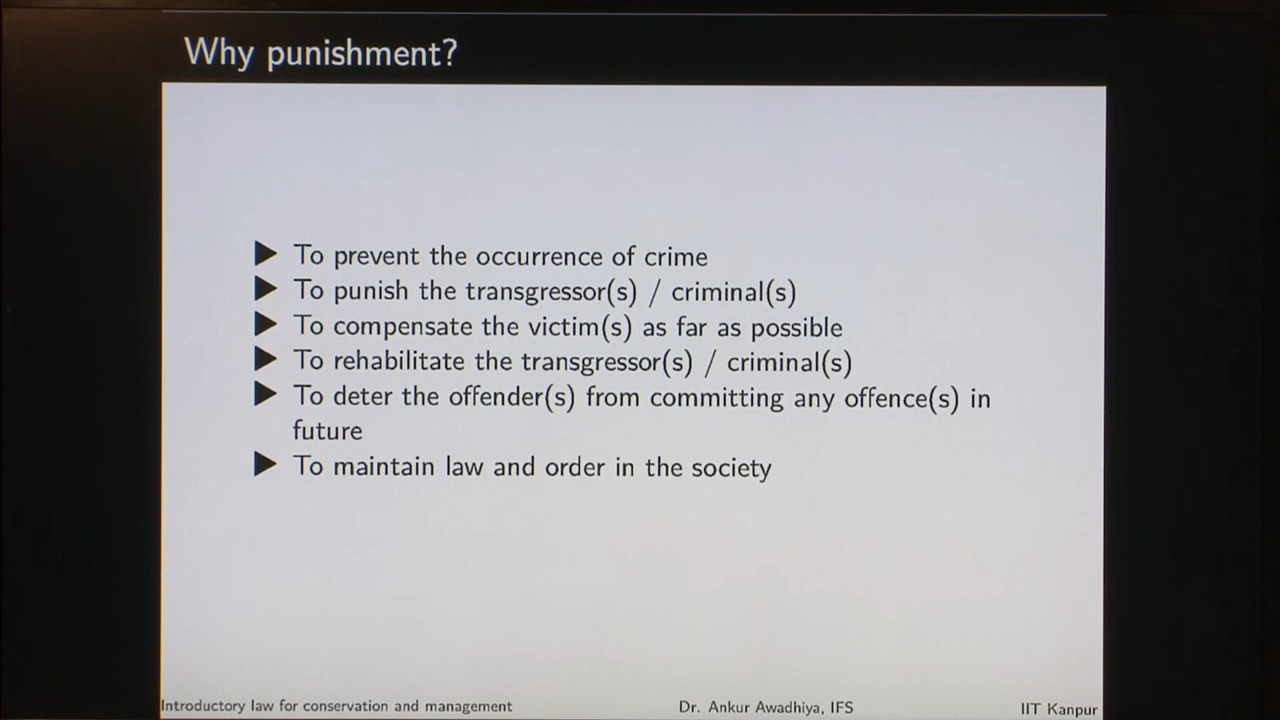 Why punishment?
▶ To prevent the occurrence of crime
▶ To punish the transgressor(s) / criminal(s)
▶ To compensate the victim(s) as far as possible
▶ To rehabilitate the transgressor(s) / criminal(s)
▶ To deter the offender(s) from committing any offence(s) in
future
▶ To maintain law and order in the society
Introductory law for conservation and management Dr. Ankur Awadhiya, IFS IIT Kanpur